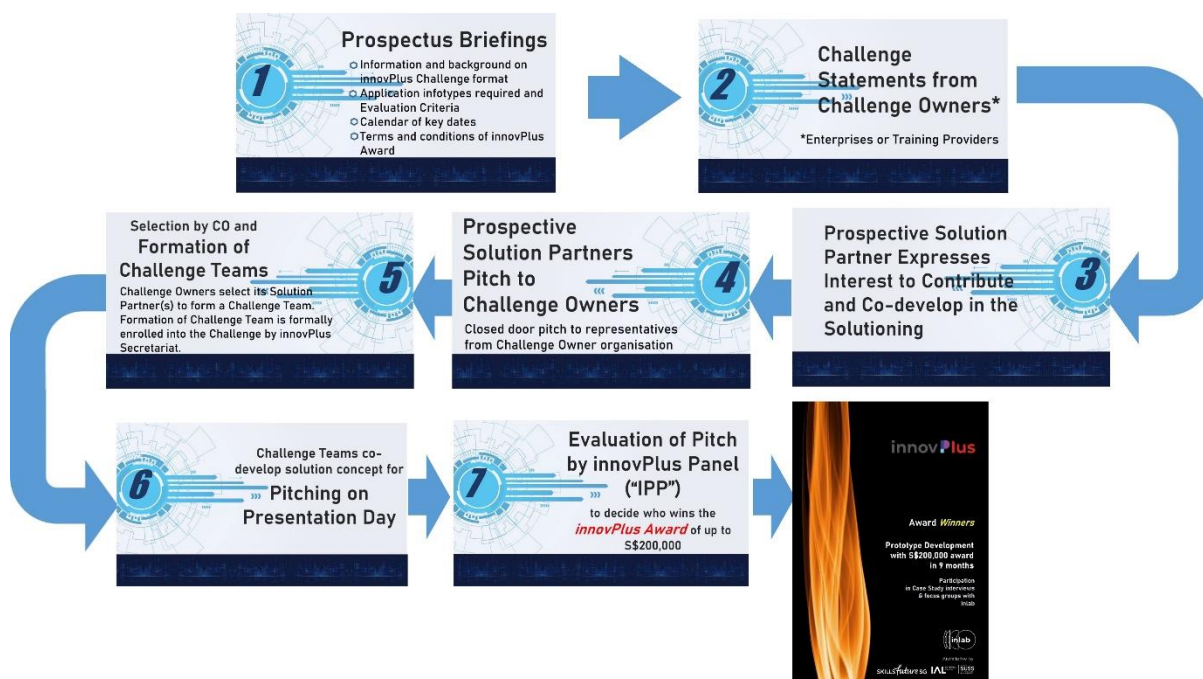 1
Prospectus Briefings
Information and background on
innovPlus Challenge format
Application infotypes required and
Evaluation Criteria
Calendar of key dates
Terms and conditions of innovPlus
Award
2
Challenge
Statements from
Challenge Owners*
*Enterprises or Training Providers
3
Prospective Solution
Partner Expresses
Interest to Contribute
and Co-develop in the
Solutioning
4
Prospective
Solution Partners
Pitch to
Challenge Owners
Closed door pitch to representatives
from Challenge Owner organisation
5
Selection by CO and
Formation of
Challenge Teams
Challenge Owners select its Solution
Partner(s) to form a Challenge Team.
Formation of Challenge Team is formally
enrolled into the Challenge by innovPlus
Secretariat.
6
Challenge Teams co-
develop solution concept for
Pitching on
Presentation Day
7
Evaluation of Pitch
by innovPlus Panel
(“IPP”)
to decide who wins the
innovPlus Award of up to
S$200,000
innovPlus
Award Winners
Prototype Development
with S$200,000 award
in 9 months
Participation
in Case Study interviews
& focus groups with
inlab
inlab
SKILLSfuture SG IAL SUSS